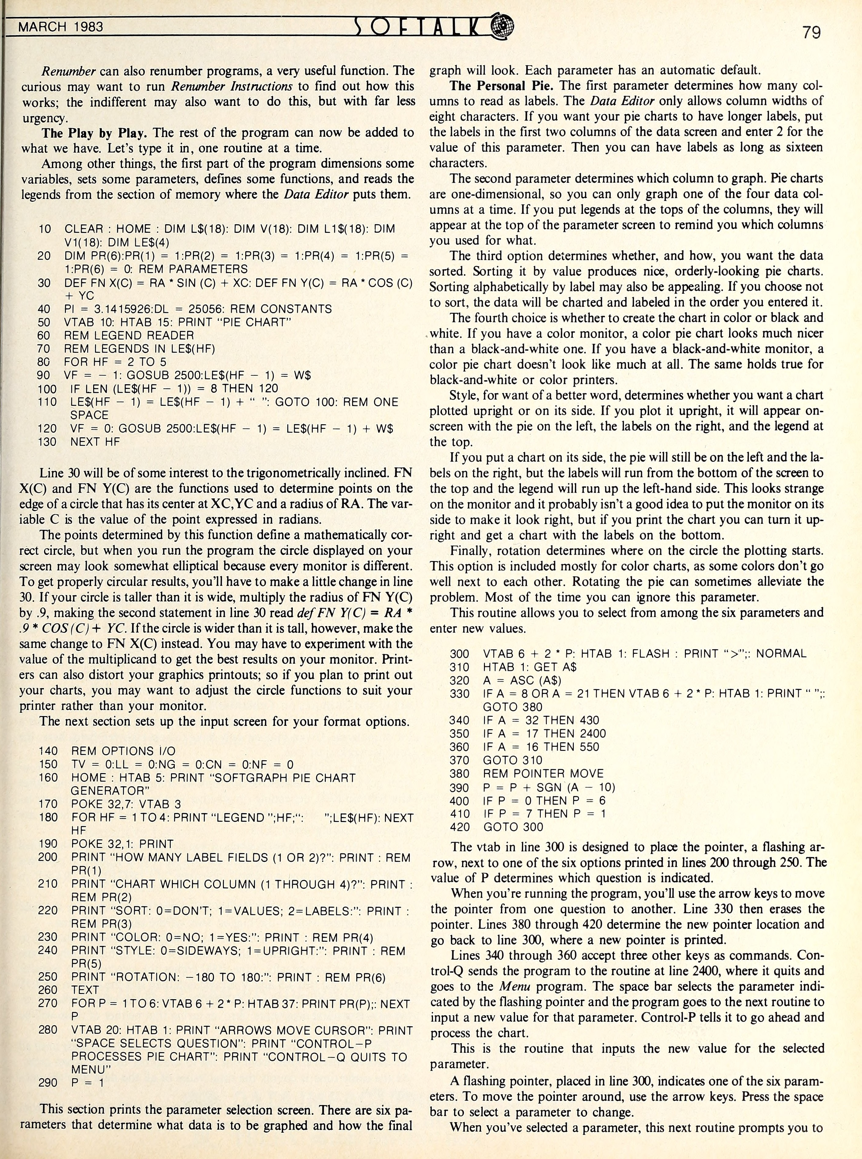 MARCH 1983
SOFTALK
79
Renumber can also renumber programs, a very useful function. The
curious may want to run Renumber Instructions to find out how this
works; the indifferent may also want to do this, but with far less
urgency.
The Play by Play. The rest of the program can now be added to
what we have. Let's type it in, one routine at a time.
Among other things, the first part of the program dimensions some
variables, sets some parameters, defines some functions, and reads the
legends from the section of memory where the Data Editor puts them.
10 CLEAR : HOME : DIM L$(18): DIM V(18): DIM L1$(18): DIM
V1(18): DIM LE$(4)
20 DIM PR(6):PR(1) = 1:PR(2) = 1:PR(3) = 1:PR(4) = 1:PR(5) =
1:PR(6) = 0: REM PARAMETERS
30 DEF FN X(C) = RA * SIN (C) + XC: DEF FN Y(C) = RA * COS (C)
+ YC
40 PI = 3.1415926:DL = 25056: REM CONSTANTS
50 VTAB 10: HTAB 15: PRINT "PIE CHART"
60 REM LEGEND READER
70 REM LEGENDS IN LE$(HF)
80 FOR HF = 2 TO 5
90 VF = - 1: GOSUB 2500:LE$(HF - 1) = W$
100 IF LEN (LE$(HF - 1)) = 8 THEN 120
110 LE$(HF - 1) = LE$(HF - 1) + " ": GOTO 100: REM ONE
SPACE
120 VF = 0: GOSUB 2500:LE$(HF - 1) = LE$(HF - 1) + W$
130 NEXT HF
Line 30 will be of some interest to the trigonometrically inclined. FN
X(C) and FN Y(C) are the functions used to determine points on the
edge of a circle that has its center at XC,YC and a radius of RA. The var-
iable C is the value of the point expressed in radians.
The points determined by this function define a mathematically cor-
rect circle, but when you run the program the circle displayed on your
screen may look somewhat elliptical because every monitor is different.
To get properly circular results, you'll have to make a little change in line
30. If your circle is taller than it is wide, multiply the radius of FN Y(C)
by .9, making the second statement in line 30 read def FN Y(C) = RA *
.9 * COS (C) + YC. If the circle is wider than it is tall, however, make the
same change to FN X(C) instead. You may have to experiment with the
value of the multiplicand to get the best results on your monitor. Print-
ers can also distort your graphics printouts; so if you plan to print out
your charts, you may want to adjust the circle functions to suit your
printer rather than your monitor.
The next section sets up the input screen for your format options.
140 REM OPTIONS I/O
150 TV = 0:LL = 0:NG = 0:CN = 0:NF = 0
160 HOME : HTAB 5: PRINT "SOFTGRAPH PIE CHART
GENERATOR"
170 POKE 32,7: VTAB 3
180 FOR HF = 1 TO 4: PRINT "LEGEND ";HF;": ";LE$(HF): NEXT
HF
190 POKE 32,1: PRINT
200 PRINT "HOW MANY LABEL FIELDS (1 OR 2)?": PRINT : REM
PR(1)
210 PRINT "CHART WHICH COLUMN (1 THROUGH 4)?": PRINT :
REM PR(2)
220 PRINT "SORT: 0=DON'T; 1=VALUES; 2=LABELS:": PRINT :
REM PR(3)
230 PRINT "COLOR: 0=NO; 1=YES:": PRINT : REM PR(4)
240 PRINT "STYLE: 0=SIDEWAYS; 1=UPRIGHT:": PRINT : REM
PR(5)
250 PRINT "ROTATION: -180 TO 180:": PRINT : REM PR(6)
260 TEXT
270 FOR P = 1 TO 6: VTAB 6 + 2 * P: HTAB 37: PRINT PR(P);: NEXT
P
280 VTAB 20: HTAB 1: PRINT "ARROWS MOVE CURSOR": PRINT
"SPACE SELECTS QUESTION": PRINT "CONTROL-P
PROCESSES PIE CHART": PRINT "CONTROL-Q QUITS TO
MENU"
290 P = 1
This section prints the parameter selection screen. There are six pa-
rameters that determine what data is to be graphed and how the final
graph will look. Each parameter has an automatic default.
The Personal Pie. The first parameter determines how many col-
umns to read as labels. The Data Editor only allows column widths of
eight characters. If you want your pie charts to have longer labels, put
the labels in the first two columns of the data screen and enter 2 for the
value of this parameter. Then you can have labels as long as sixteen
characters.
The second parameter determines which column to graph. Pie charts
are one-dimensional, so you can only graph one of the four data col-
umns at a time. If you put legends at the tops of the columns, they will
appear at the top of the parameter screen to remind you which columns
you used for what.
The third option determines whether, and how, you want the data
sorted. Sorting it by value produces nice, orderly-looking pie charts.
Sorting alphabetically by label may also be appealing. If you choose not
to sort, the data will be charted and labeled in the order you entered it.
The fourth choice is whether to create the chart in color or black and
white. If you have a color monitor, a color pie chart looks much nicer
than a black-and-white one. If you have a black-and-white monitor, a
color pie chart doesn't look like much at all. The same holds true for
black-and-white or color printers.
Style, for want of a better word, determines whether you want a chart
plotted upright or on its side. If you plot it upright, it will appear on-
screen with the pie on the left, the labels on the right, and the legend at
the top.
If you put a chart on its side, the pie will still be on the left and the la-
bels on the right, but the labels will run from the bottom of the screen to
the top and the legend will run up the left-hand side. This looks strange
on the monitor and it probably isn't a good idea to put the monitor on its
side to make it look right, but if you print the chart you can turn it up-
right and get a chart with the labels on the bottom.
Finally, rotation determines where on the circle the plotting starts.
This option is included mostly for color charts, as some colors don't go
well next to each other. Rotating the pie can sometimes alleviate the
problem. Most of the time you can ignore this parameter.
This routine allows you to select from among the six parameters and
enter new values.
300 VTAB 6 + 2 * P: HTAB 1: FLASH : PRINT ">";: NORMAL
310 HTAB 1: GET A$
320 A = ASC (A$)
330 IF A = 8 OR A = 21 THEN VTAB 6 + 2 * P: HTAB 1: PRINT " ";:
GOTO 380
340 IF A = 32 THEN 430
350 IF A = 17 THEN 2400
360 IF A = 16 THEN 550
370 GOTO 310
380 REM POINTER MOVE
390 P = P + SGN (A - 10)
400 IF P = 0 THEN P = 6
410 IF P = 7 THEN P = 1
420 GOTO 300
The vtab in line 300 is designed to place the pointer, a flashing ar-
row, next to one of the six options printed in lines 200 through 250. The
value of P determines which question is indicated.
When you're running the program, you'll use the arrow keys to move
the pointer from one question to another. Line 330 then erases the
pointer. Lines 380 through 420 determine the new pointer location and
go back to line 300, where a new pointer is printed.
Lines 340 through 360 accept three other keys as commands. Con-
trol-Q sends the program to the routine at line 2400, where it quits and
goes to the Menu program. The space bar selects the parameter indi-
cated by the flashing pointer and the program goes to the next routine to
input a new value for that parameter. Control-P tells it to go ahead and
process the chart.
This is the routine that inputs the new value for the selected
parameter.
A flashing pointer, placed in line 300, indicates one of the six param-
eters. To move the pointer around, use the arrow keys. Press the space
bar to select a parameter to change.
When you've selected a parameter, this next routine prompts you to